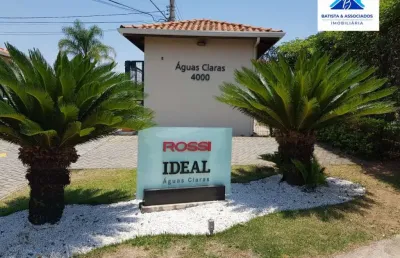 BATISTA & ASSOCIADOS
IMOBILIÁRIA
Águas Claras
4000
ROSSI
IDEAL
Águas Claras